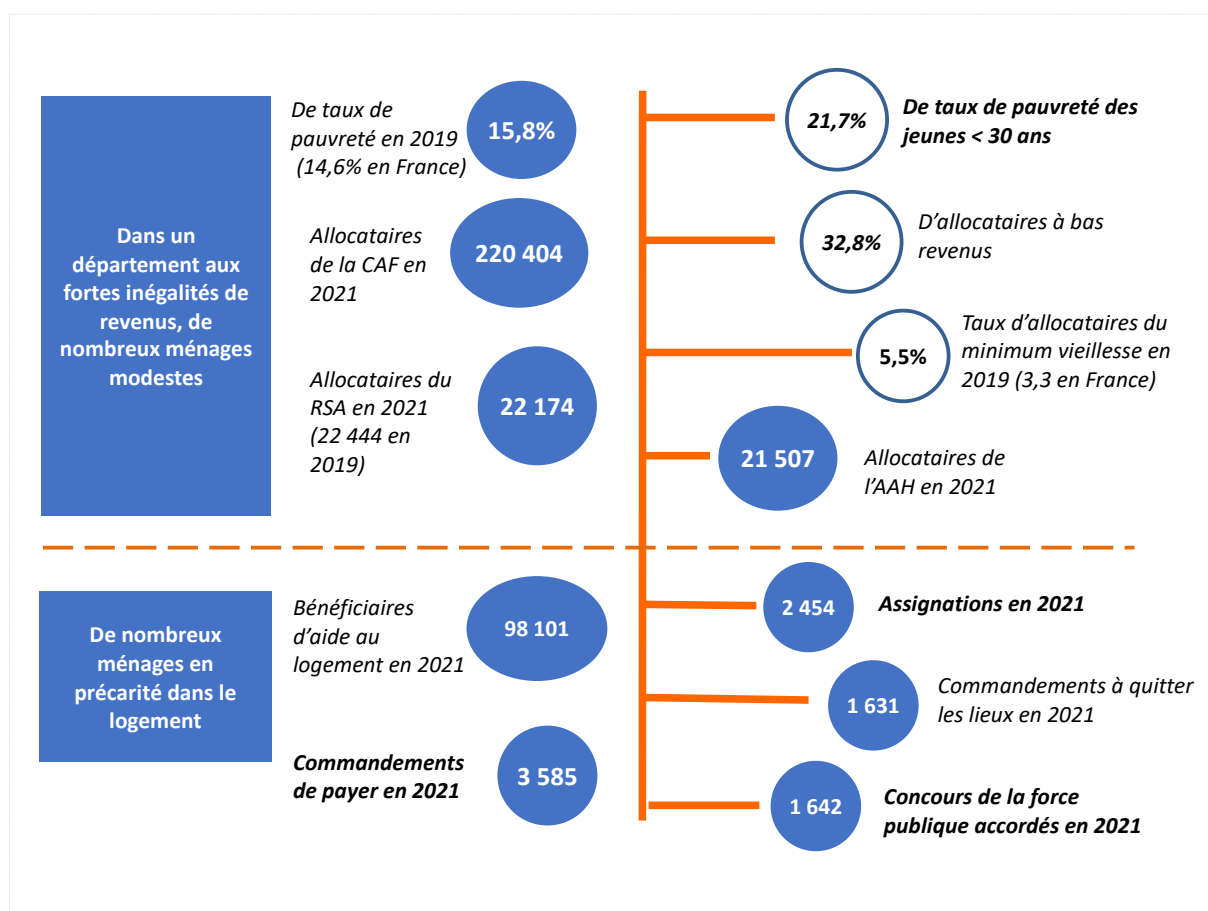 Dans un
département aux
fortes inégalités de
revenus, de
nombreux ménages
modestes
De taux de
pauvreté en 2019
(14,6% en France)
15,8%
Allocataires
de la CAF en
2021
220 404
Allocataires du
RSA en 2021
(22 444 en
2019)
22 174
21,7%
De taux de pauvreté des
jeunes < 30 ans
32,8%
D’allocataires à bas
revenus
5,5%
Taux d’allocataires du
minimum vieillesse en
2019 (3,3 en France)
21 507
Allocataires de
l’AAH en 2021
De nombreux
ménages en
précarité dans le
logement
Bénéficiaires
d’aide au
logement en 2021
98 101
Commandements
de payer en 2021
3 585
2 454
Assignations en 2021
1 631
Commandements à quitter
les lieux en 2021
1 642
Concours de la force
publique accordés en 2021